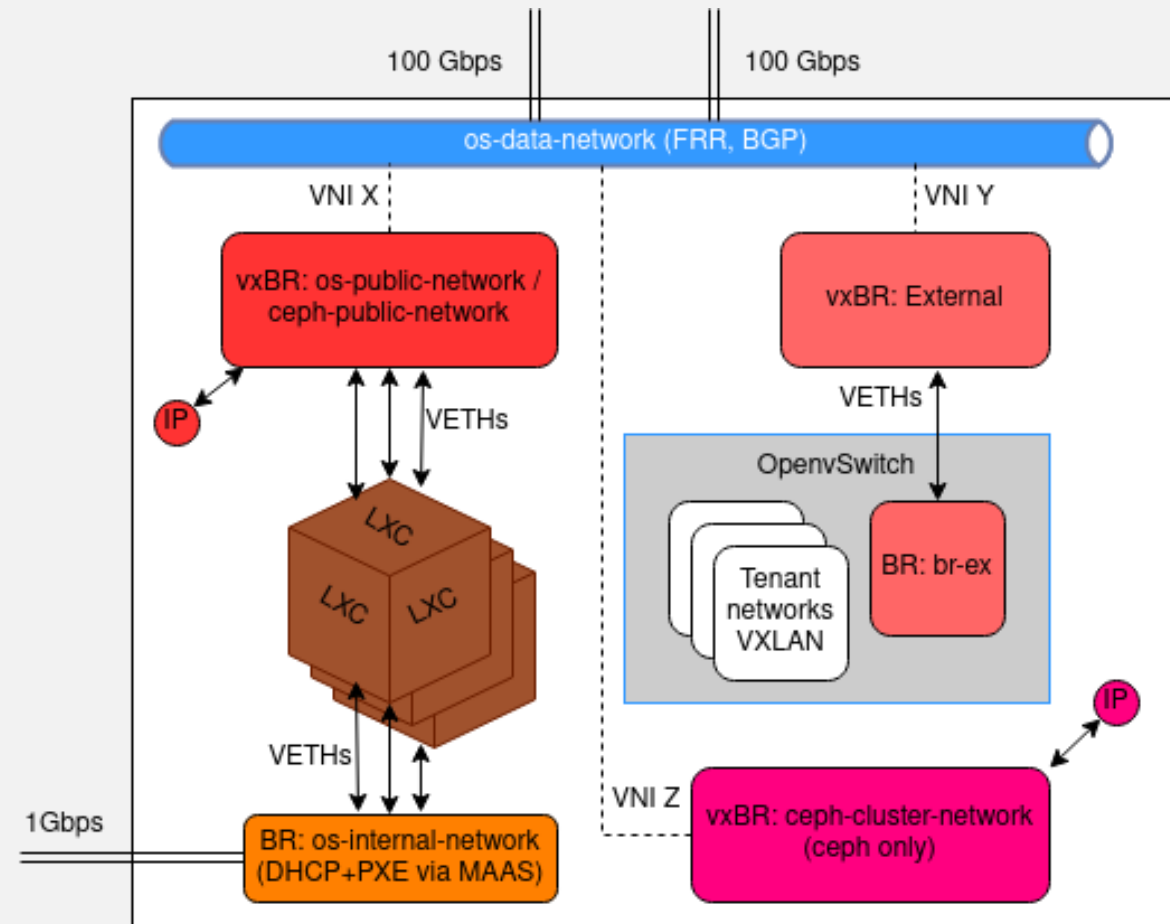 100 Gbps
100 Gbps
os-data-network (FRR, BGP)
VNI X
VNI Y
vxBR: os-public-network /
ceph-public-network
vxBR: External
IP
VETHs
VETHs
OpenvSwitch
LXC
LXC
LXC
BR: br-ex
Tenant
networks
VXLAN
IP
VETHs
VNI Z
1Gbps
BR: os-internal-network
(DHCP+PXE via MAAS)
vxBR: ceph-cluster-network
(ceph only)